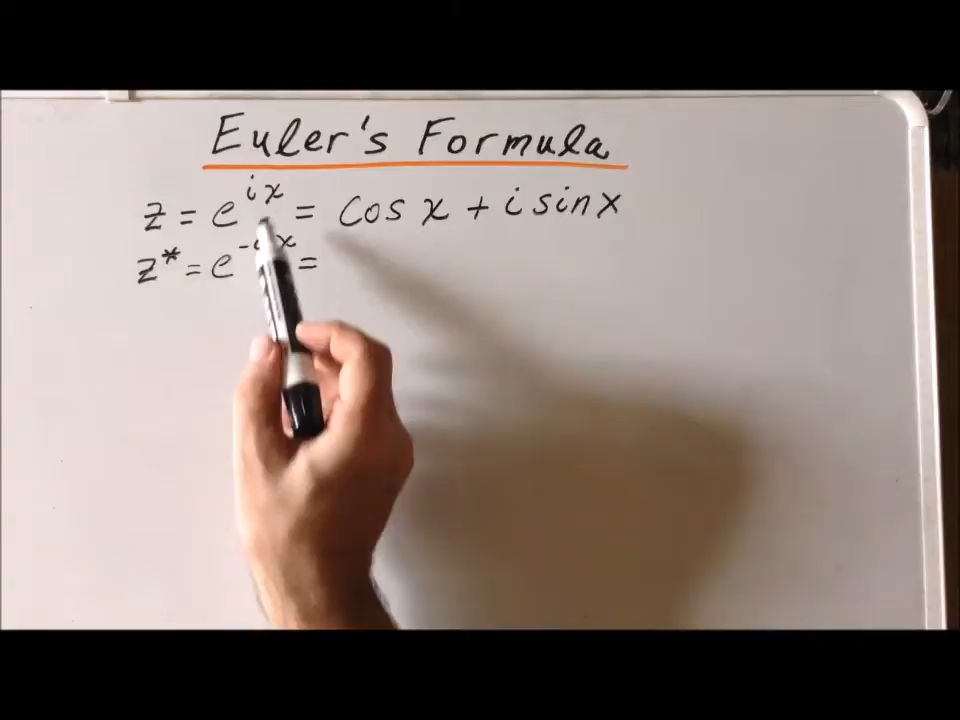 Euler's Formula
z = e^{ix} = cos x + i sin x
z* = e^{-ix} =